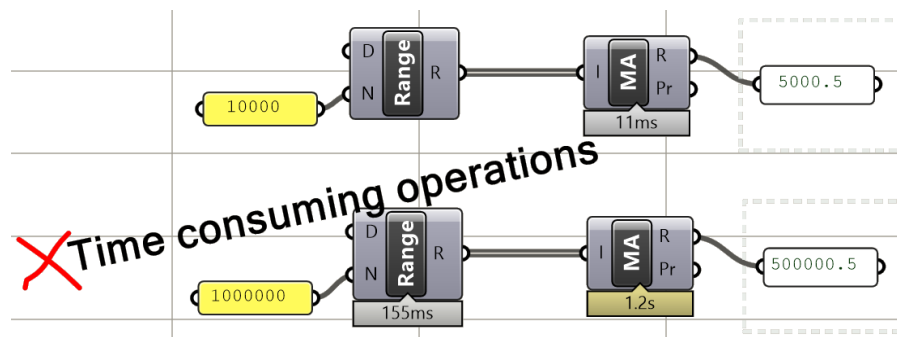 D
N
Range
R
10000
I
MA
R
Pr
11ms
5000.5
Time consuming operations
D
N
Range
R
155ms
1000000
I
MA
R
Pr
1.2s
500000.5